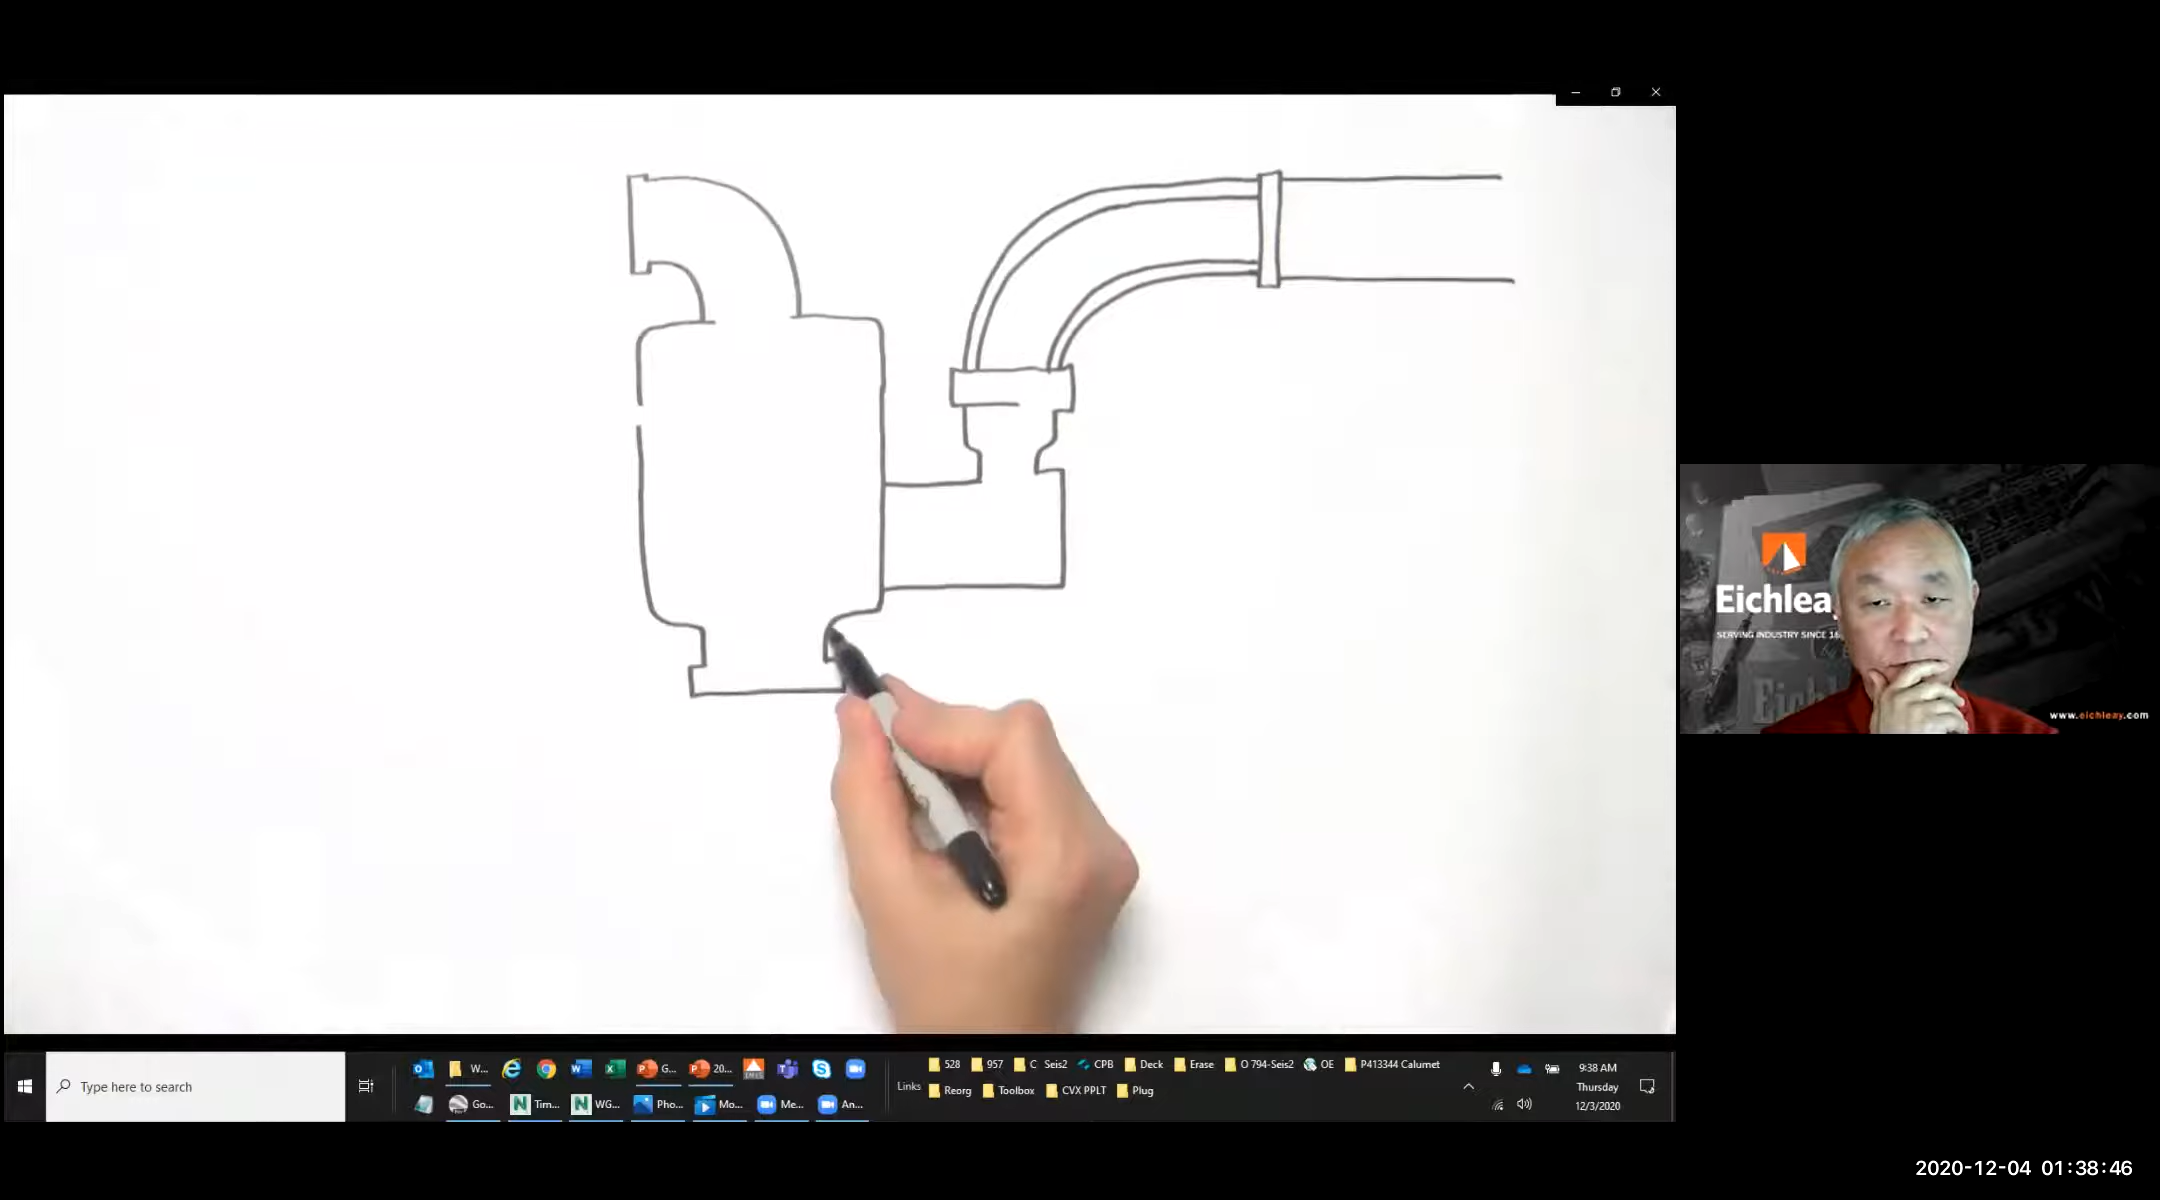 Eichlea
SERVING INDUSTRY SINCE 18
www.eichleay.com
Type here to search
W...
G...
20...
Go...
Tim...
WG...
Pho...
Mo...
Me...
An...
Links
528
957
C Seis2
CPB
Deck
Erase
O 794-Seis2
OE
P413344 Calumet
Reorg
Toolbox
CVX PPLT
Plug
9:38 AM
Thursday
12/3/2020
2020-12-04 01:38:46